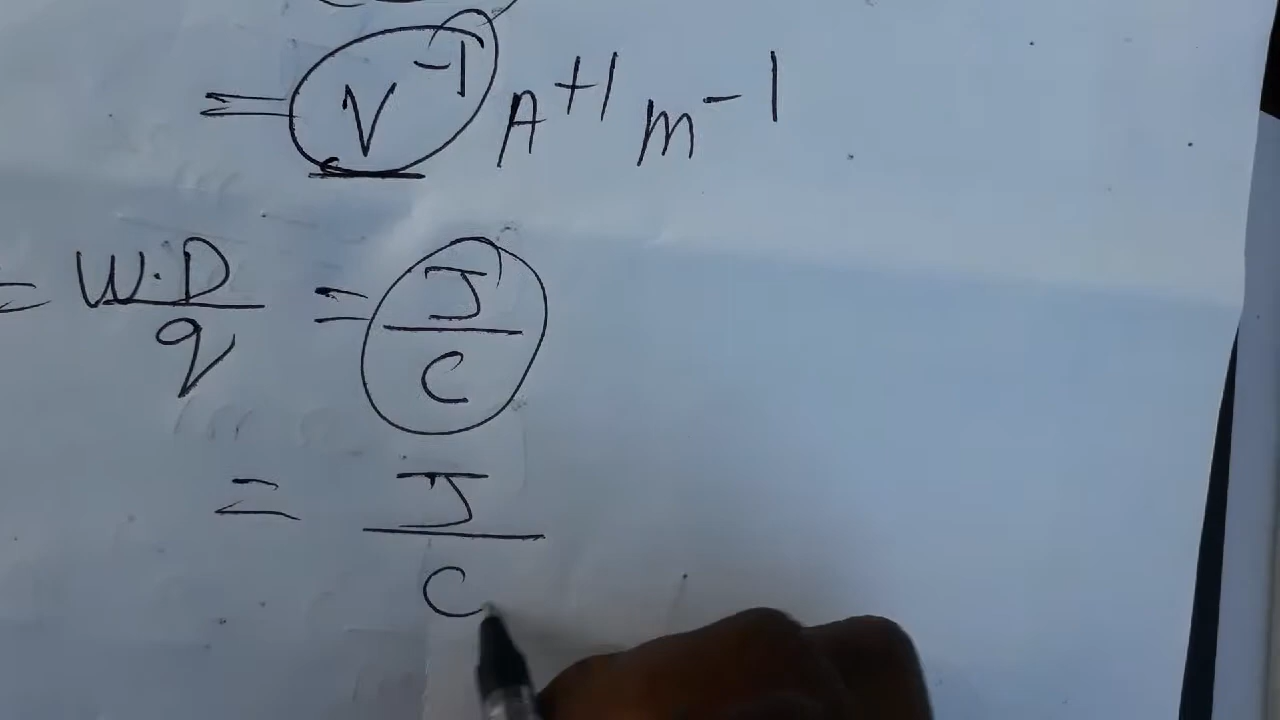 = V⁻¹ A⁺¹ m⁻¹
= W.D/q = J/C
= J/C